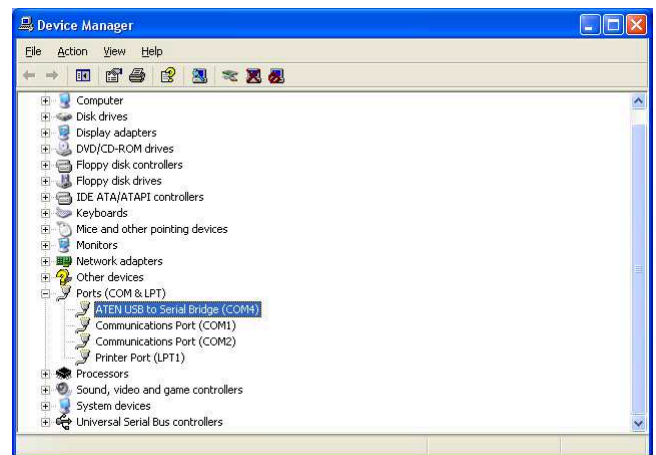 Device Manager
File Action View Help
Computer
Disk drives
Display adapters
DVD/CD-ROM drives
Floppy disk controllers
Floppy disk drives
IDE ATA/ATAPI controllers
Keyboards
Mice and other pointing devices
Monitors
Network adapters
Other devices
Ports (COM & LPT)
ATEN USB to Serial Bridge (COM4)
Communications Port (COM1)
Communications Port (COM2)
Printer Port (LPT1)
Processors
Sound, video and game controllers
System devices
Universal Serial Bus controllers